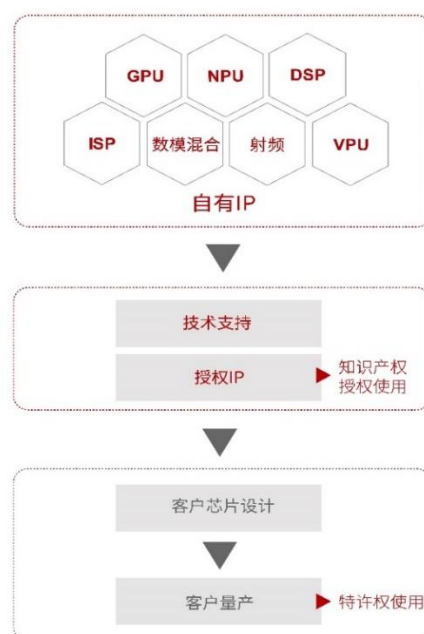 GPU
NPU
DSP
ISP
数模混合
射频
VPU
自有IP
技术支持
授权IP
知识产权
授权使用
客户芯片设计
客户量产
特许权使用